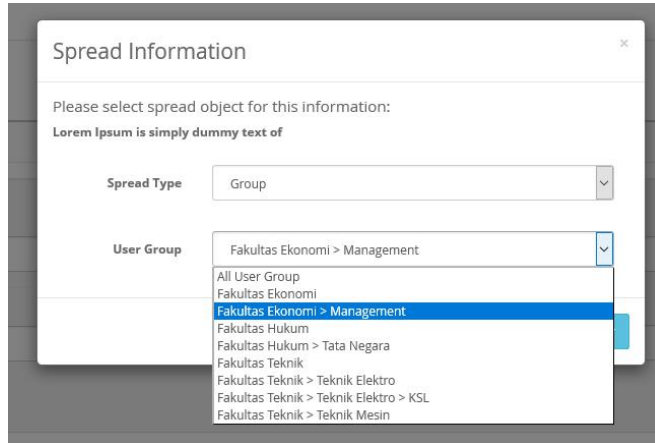 Spread Information
×
Please select spread object for this information:
Lorem Ipsum is simply dummy text of
Spread Type
Group
User Group
Fakultas Ekonomi > Management
All User Group
Fakultas Ekonomi
Fakultas Ekonomi > Management
Fakultas Hukum
Fakultas Hukum > Tata Negara
Fakultas Teknik
Fakultas Teknik > Teknik Elektro
Fakultas Teknik > Teknik Elektro > KSL
Fakultas Teknik > Teknik Mesin